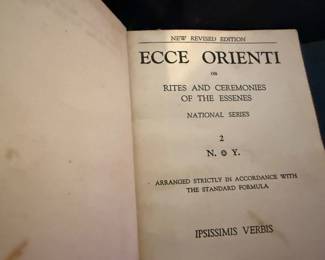 NEW REVISED EDITION
ECCE ORIENTI
OR
RITES AND CEREMONIES
OF THE ESSENES
NATIONAL SERIES
2
N. ✪ Y.
ARRANGED STRICTLY IN ACCORDANCE WITH
THE STANDARD FORMULA
IPSISSIMIS VERBIS